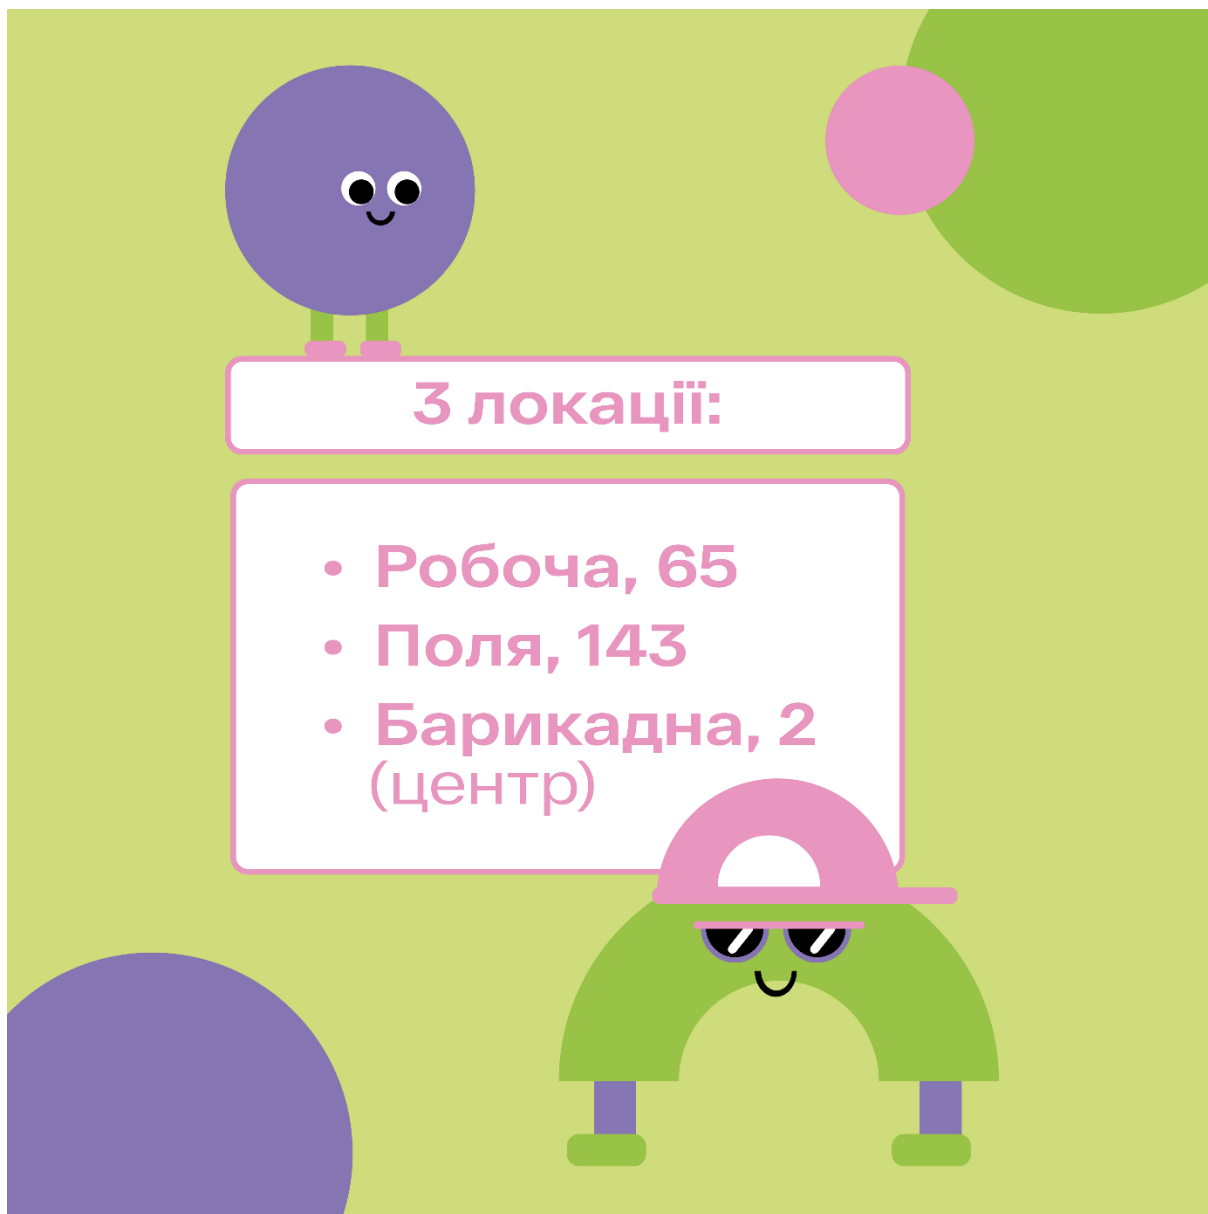 3 локації:
• Робоча, 65
• Поля, 143
• Барикадна, 2
(центр)